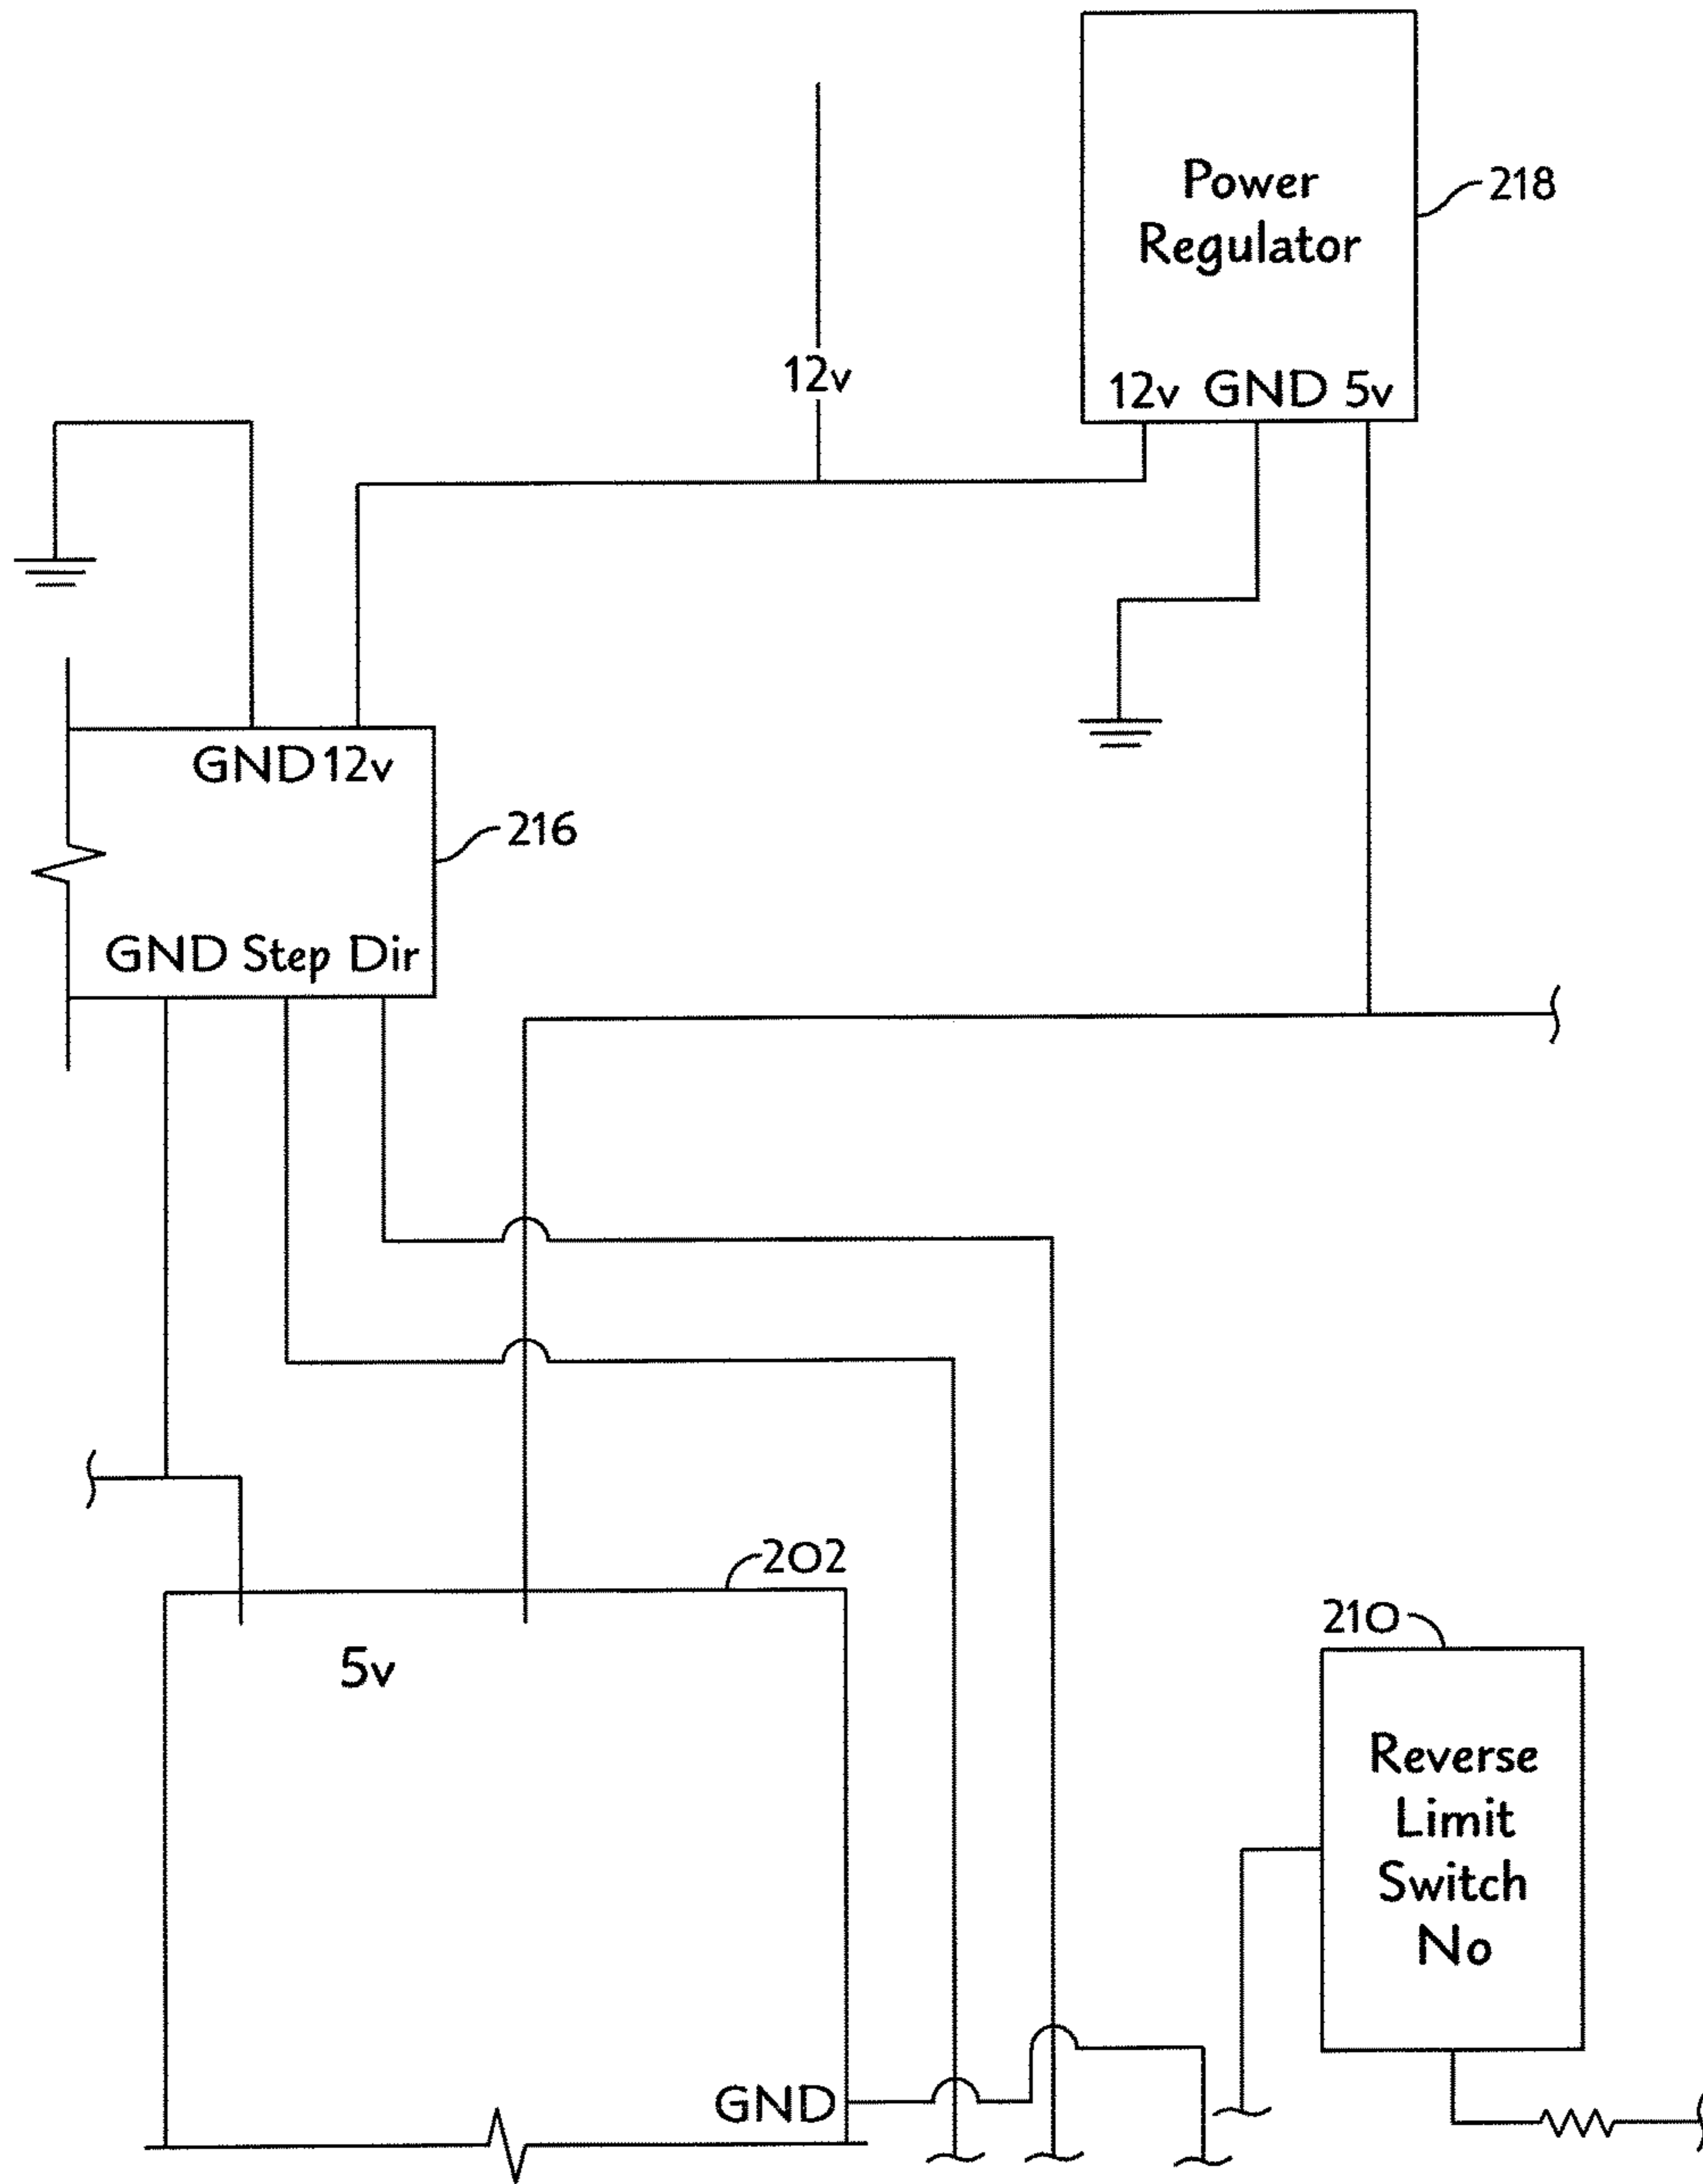 Power
Regulator
218
12v
12v GND 5v
GND 12v
216
GND Step Dir
202
5v
210
Reverse
Limit
Switch
No
GND